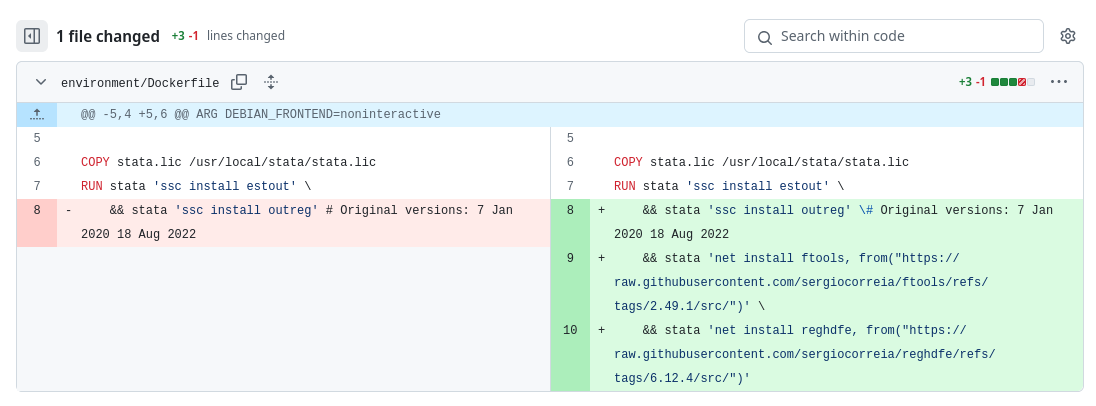 1 file changed +3 -1 lines changed
Search within code
environment/Dockerfile
+3 -1
@@ -5,4 +5,6 @@ ARG DEBIAN_FRONTEND=noninteractive
5
6 COPY stata.lic /usr/local/stata/stata.lic
7 RUN stata 'ssc install estout' \
8 - && stata 'ssc install outreg' # Original versions: 7 Jan
2020 18 Aug 2022
5
6 COPY stata.lic /usr/local/stata/stata.lic
7 RUN stata 'ssc install estout' \
8 + && stata 'ssc install outreg' \# Original versions: 7 Jan
2020 18 Aug 2022
9 + && stata 'net install ftools, from("https://
raw.githubusercontent.com/sergiocorreia/ftools/refs/
tags/2.49.1/src/")' \
10 + && stata 'net install reghdfe, from("https://
raw.githubusercontent.com/sergiocorreia/reghdfe/refs/
tags/6.12.4/src/")'